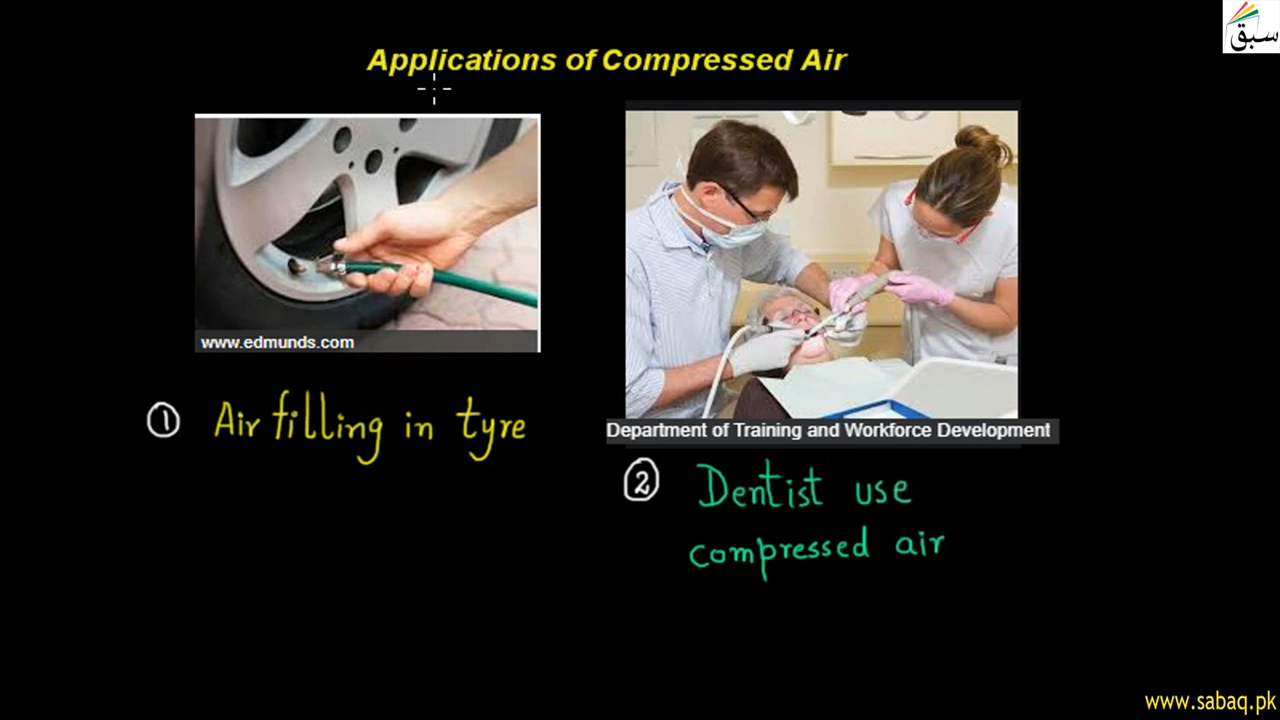 سبق
Applications of Compressed Air
www.edmunds.com
① Air filling in tyre
Department of Training and Workforce Development
② Dentist use
compressed air
www.sabaq.pk